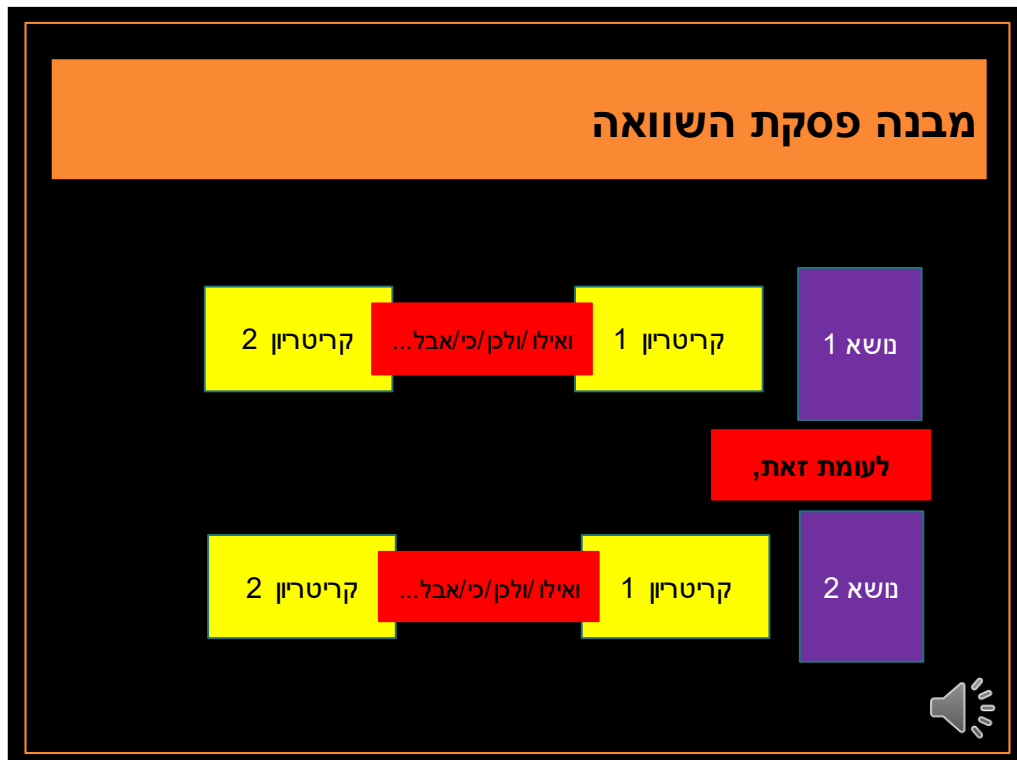 מבנה פסקת השוואה
נושא 1
קריטריון 1
ואילו /ולכן/כי/אבל...
קריטריון 2
לעומת זאת,
נושא 2
קריטריון 1
ואילו /ולכן/כי/אבל...
קריטריון 2